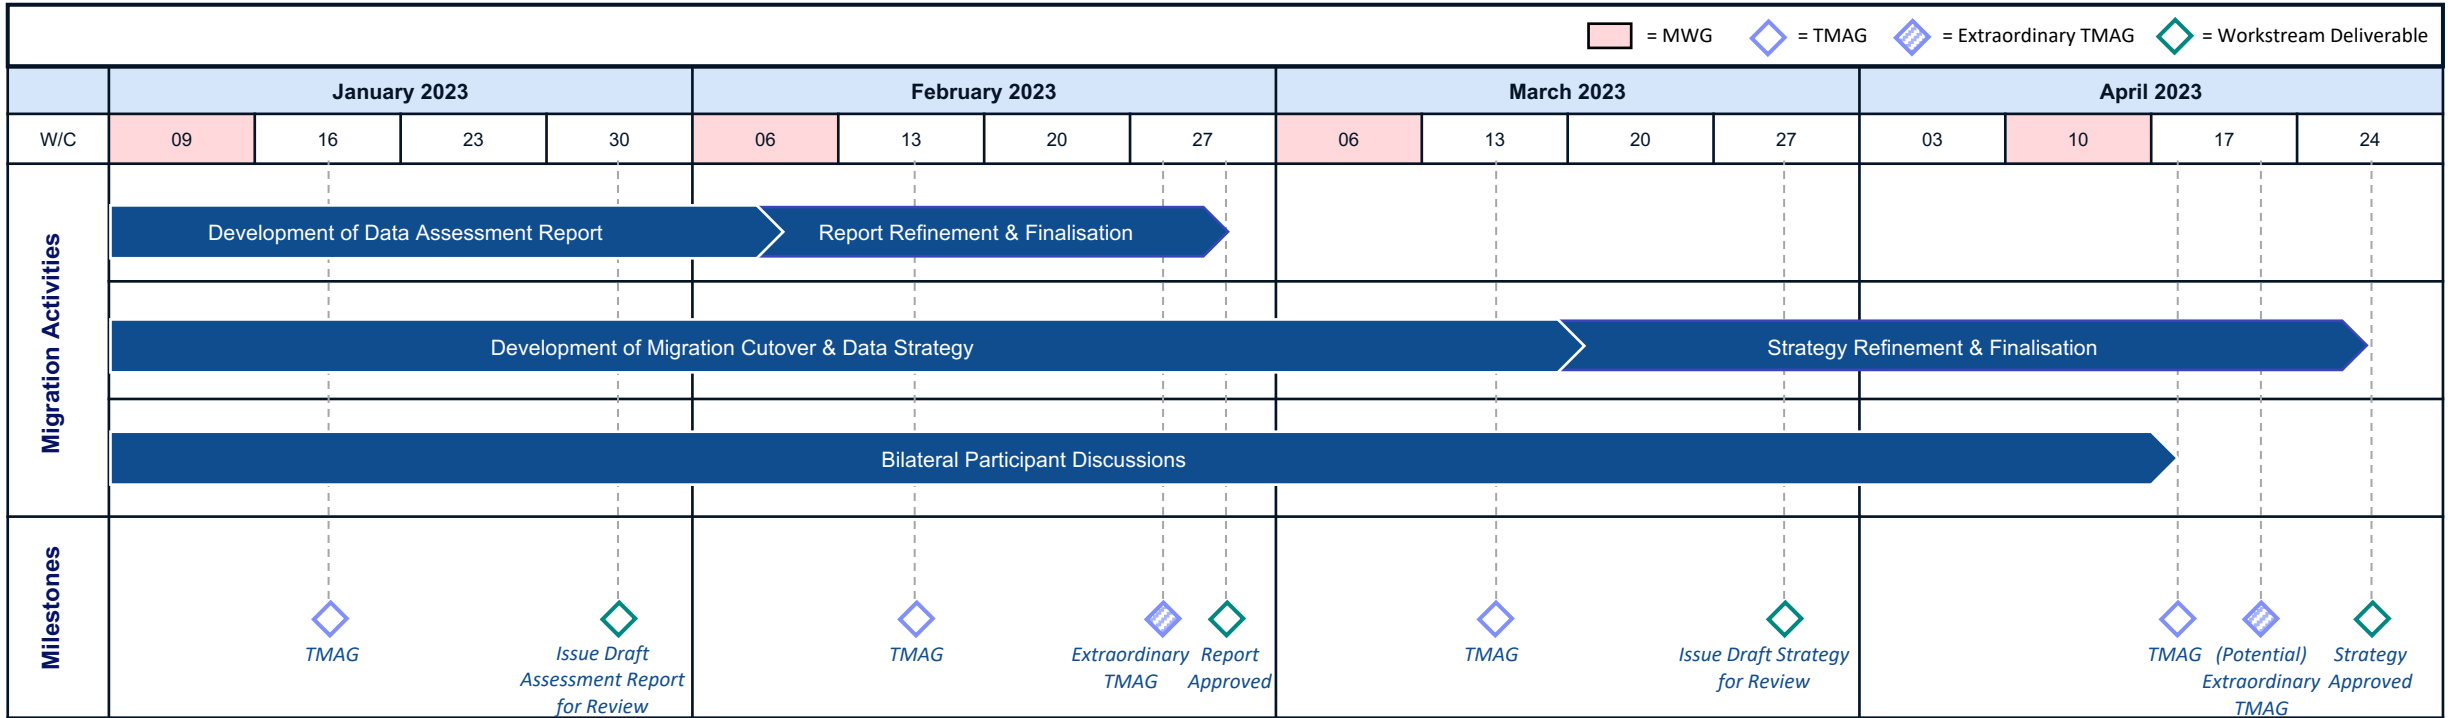 = MWG = TMAG = Extraordinary TMAG = Workstream Deliverable
January 2023 February 2023 March 2023 April 2023
W/C 09 16 23 30 06 13 20 27 06 13 20 27 03 10 17 24
Migration Activities
Development of Data Assessment Report Report Refinement & Finalisation
Development of Migration Cutover & Data Strategy Strategy Refinement & Finalisation
Bilateral Participant Discussions
Milestones
TMAG
Issue Draft
Assessment Report
for Review
TMAG
Extraordinary
TMAG
Report
Approved
TMAG
Issue Draft Strategy
for Review
TMAG
(Potential)
Extraordinary
TMAG
Strategy
Approved